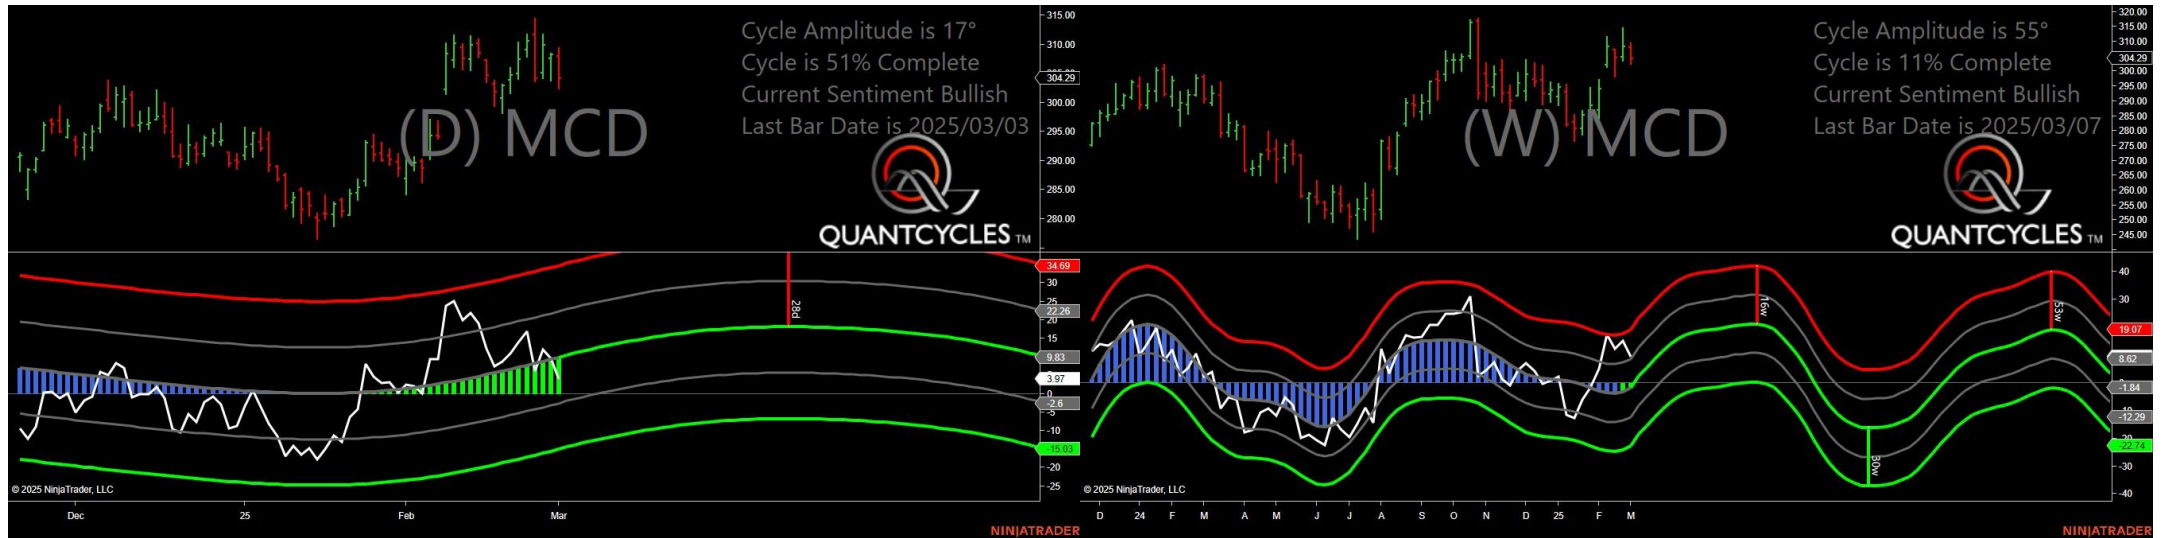 Cycle Amplitude is 17°
Cycle is 51% Complete
Current Sentiment Bullish
Last Bar Date is 2025/03/03
(D) MCD
QUANTCYCLES TM
315.00
310.00
304.29
300.00
295.00
290.00
285.00
280.00
28d
34.69
30
25
22.26
20
15
9.83
3.97
0
-2.6
-5
-10
-15.03
-20
-25
© 2025 NinjaTrader, LLC
Dec
25
Feb
Mar
NINJATRADER
Cycle Amplitude is 55°
Cycle is 11% Complete
Current Sentiment Bullish
Last Bar Date is 2025/03/07
(W) MCD
QUANTCYCLES TM
320.00
315.00
310.00
304.29
300.00
295.00
290.00
285.00
280.00
275.00
270.00
265.00
260.00
255.00
250.00
245.00
16w
53w
30w
40
30
19.07
8.62
-1.84
-12.29
-22.74
-30
-40
© 2025 NinjaTrader, LLC
D 24 F M A M J J A S O N D 25 F M
NINJATRADER